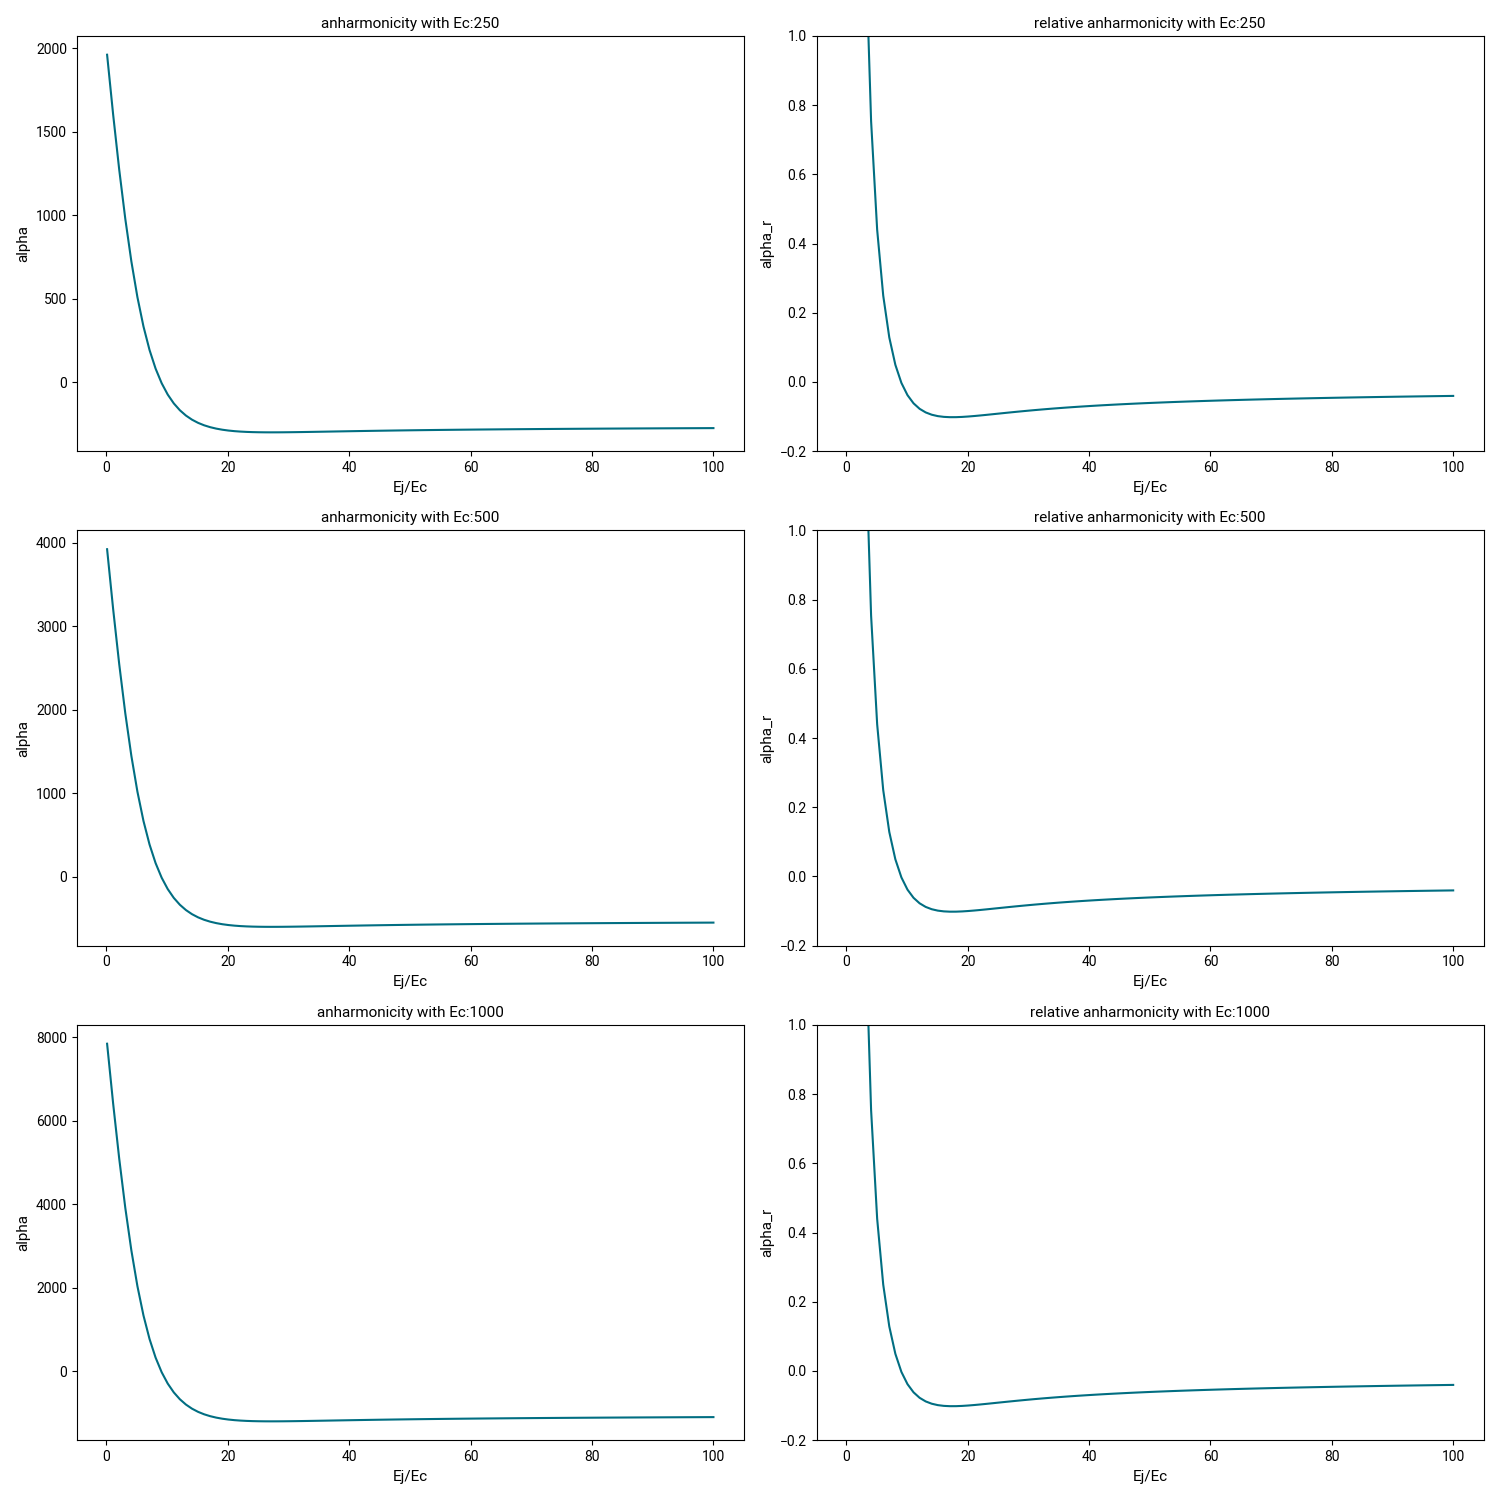 anharmonicity with Ec:250
2000
1500
1000
500
0
alpha
0 20 40 60 80 100
Ej/Ec
relative anharmonicity with Ec:250
1.0
0.8
0.6
0.4
0.2
0.0
−0.2
alpha_r
0 20 40 60 80 100
Ej/Ec
anharmonicity with Ec:500
4000
3000
2000
1000
0
alpha
0 20 40 60 80 100
Ej/Ec
relative anharmonicity with Ec:500
1.0
0.8
0.6
0.4
0.2
0.0
−0.2
alpha_r
0 20 40 60 80 100
Ej/Ec
anharmonicity with Ec:1000
8000
6000
4000
2000
0
alpha
0 20 40 60 80 100
Ej/Ec
relative anharmonicity with Ec:1000
1.0
0.8
0.6
0.4
0.2
0.0
−0.2
alpha_r
0 20 40 60 80 100
Ej/Ec